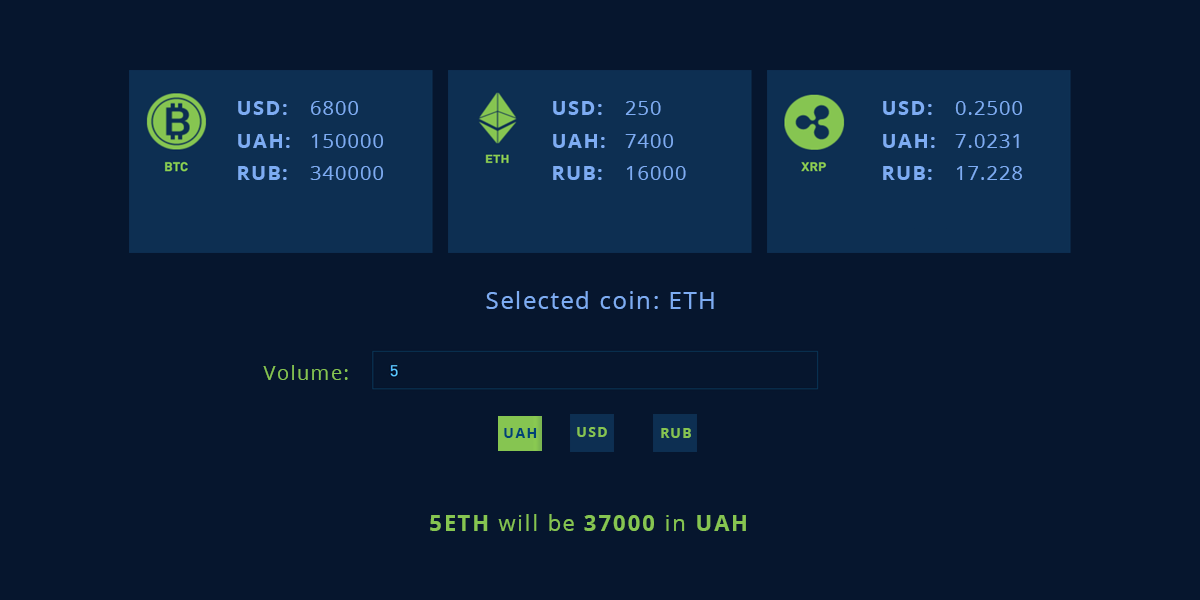 BTC
USD: 6800
UAH: 150000
RUB: 340000
ETH
USD: 250
UAH: 7400
RUB: 16000
XRP
USD: 0.2500
UAH: 7.0231
RUB: 17.228
Selected coin: ETH
Volume: 5
UAH USD RUB
5ETH will be 37000 in UAH